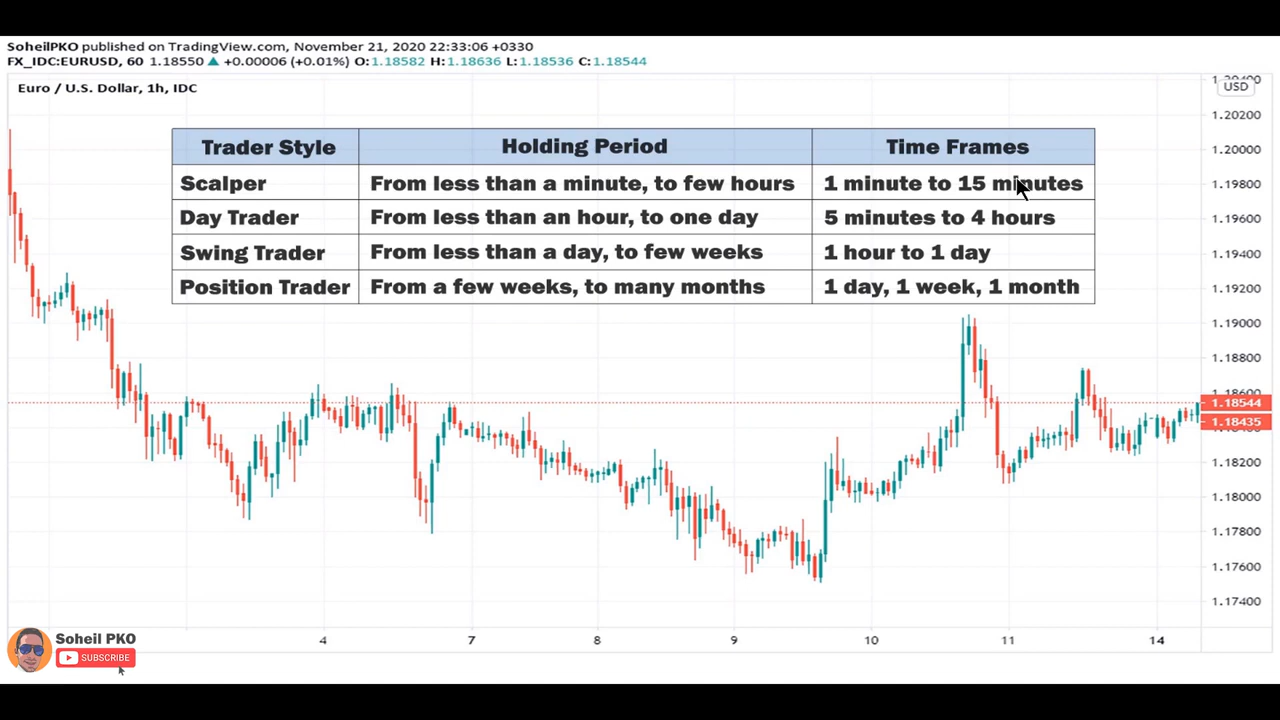 SoheilPKO published on TradingView.com, November 21, 2020 22:33:06 +0330
FX_IDC:EURUSD, 60 1.18550 ▲ +0.00006 (+0.01%) O:1.18582 H:1.18636 L:1.18536 C:1.18544
Euro / U.S. Dollar, 1h, IDC
USD
Trader Style Holding Period Time Frames
Scalper From less than a minute, to few hours 1 minute to 15 minutes
Day Trader From less than an hour, to one day 5 minutes to 4 hours
Swing Trader From less than a day, to few weeks 1 hour to 1 day
Position Trader From a few weeks, to many months 1 day, 1 week, 1 month
1.20200
1.20000
1.19800
1.19600
1.19400
1.19200
1.19000
1.18800
1.18544
1.18435
1.18200
1.18000
1.17800
1.17600
1.17400
4 7 8 9 10 11 14
Soheil PKO
SUBSCRIBE